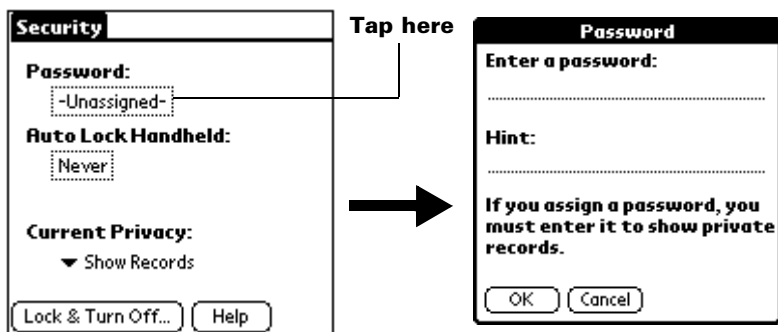 Security
Password:
-Unassigned-
Auto Lock Handheld:
Never
Current Privacy:
Show Records
Lock & Turn Off...
Help
Tap here
Password
Enter a password:
Hint:
If you assign a password, you
must enter it to show private
records.
OK
Cancel